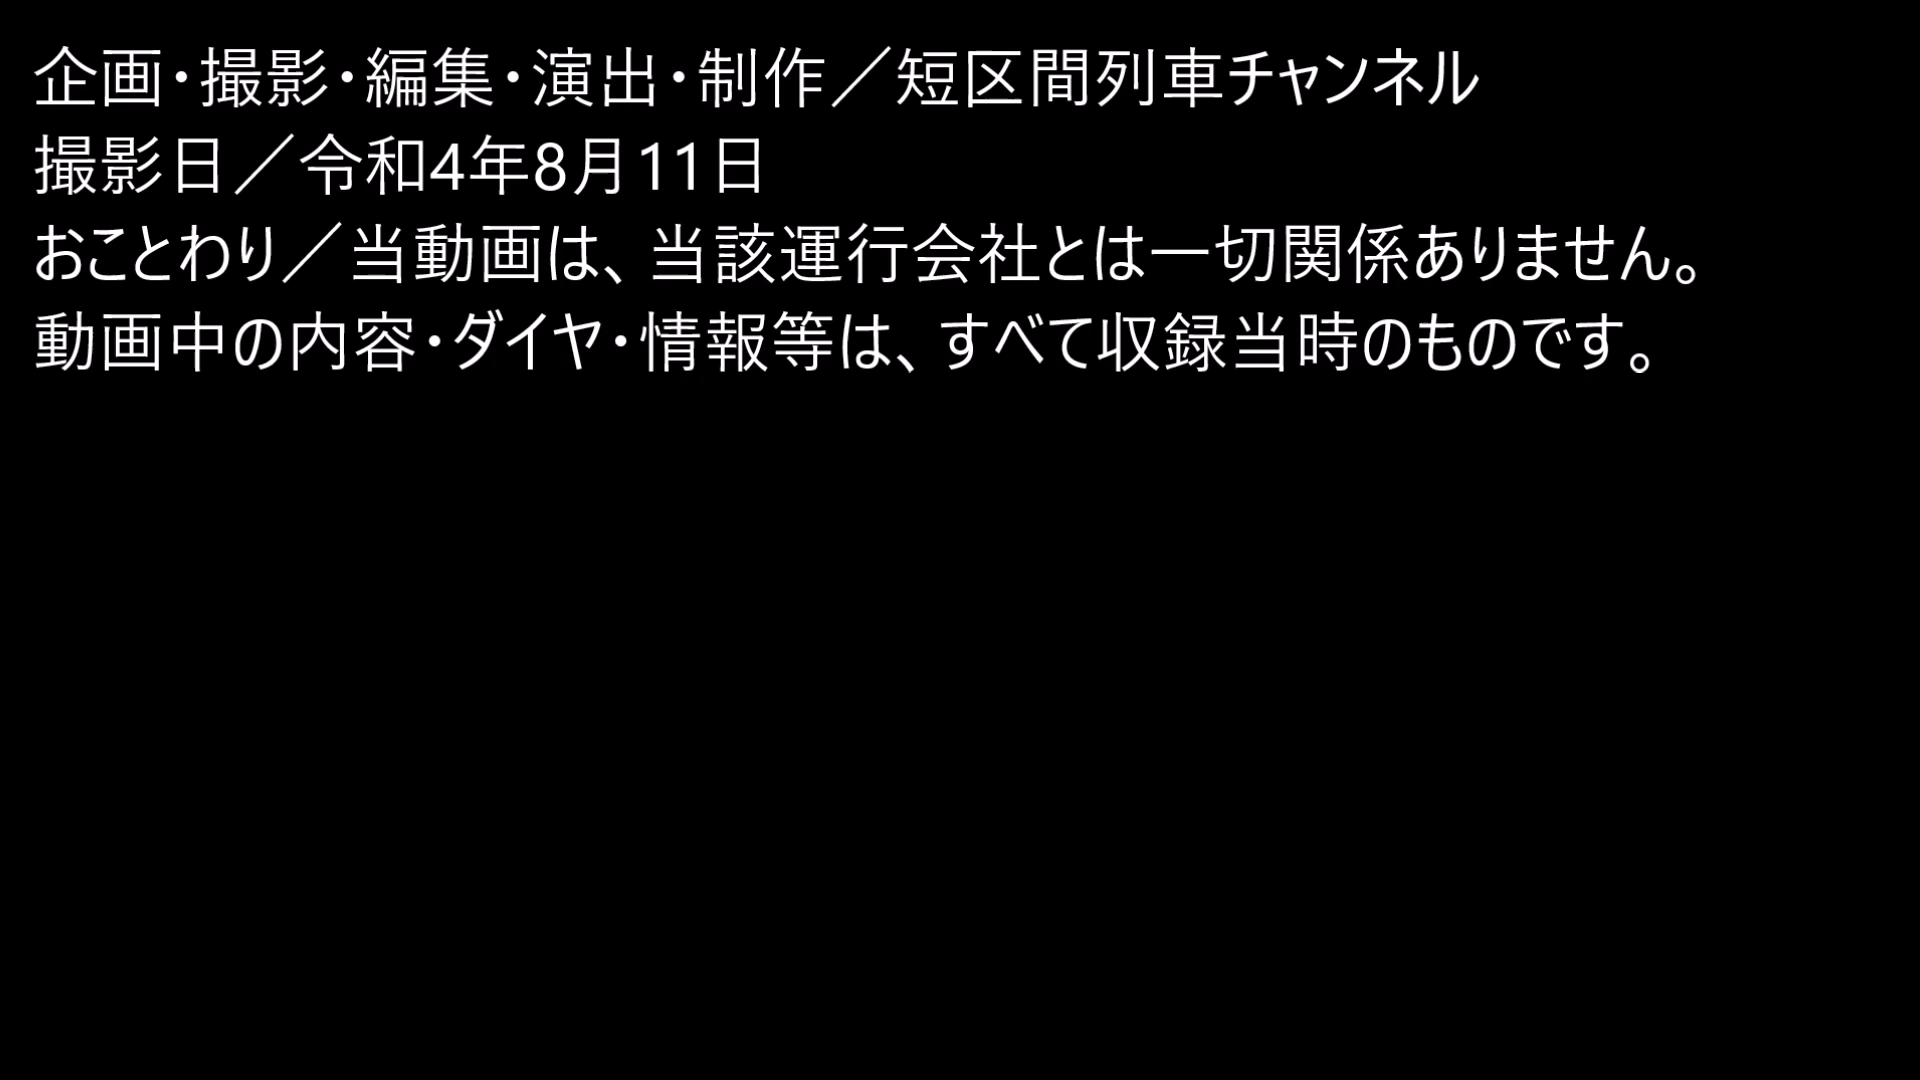 企画・撮影・編集・演出・制作／短区間列車チャンネル
撮影日／令和4年8月11日
おことわり／当動画は、当該運行会社とは一切関係ありません。
動画中の内容・ダイヤ・情報等は、すべて収録当時のものです。